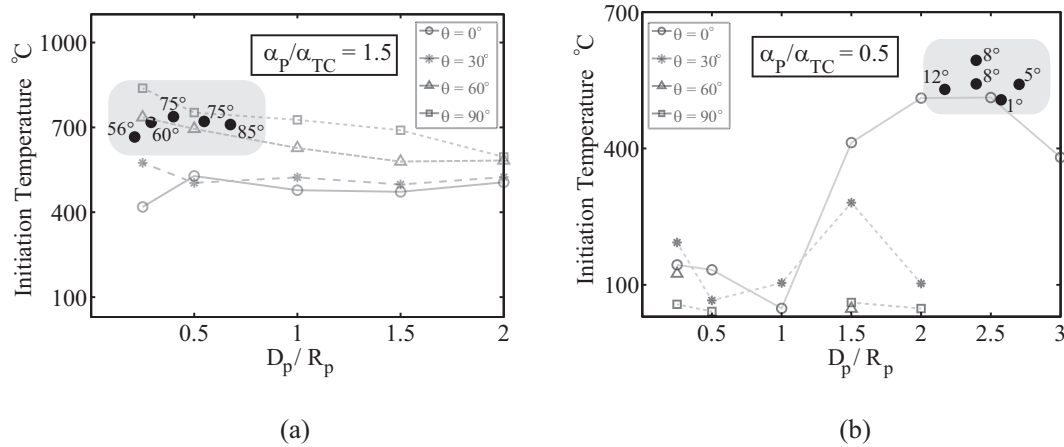 1100
700
400
100
Initiation Temperature °C
α_P/α_TC = 1.5
θ = 0°
θ = 30°
θ = 60°
θ = 90°
56°
60°
75°
75°
85°
0.5
1
1.5
2
D_p / R_p
(a)
700
400
100
Initiation Temperature °C
θ = 0°
θ = 30°
θ = 60°
θ = 90°
α_P/α_TC = 0.5
12°
8°
8°
5°
1°
0.5
1
1.5
2
2.5
3
D_p / R_p
(b)